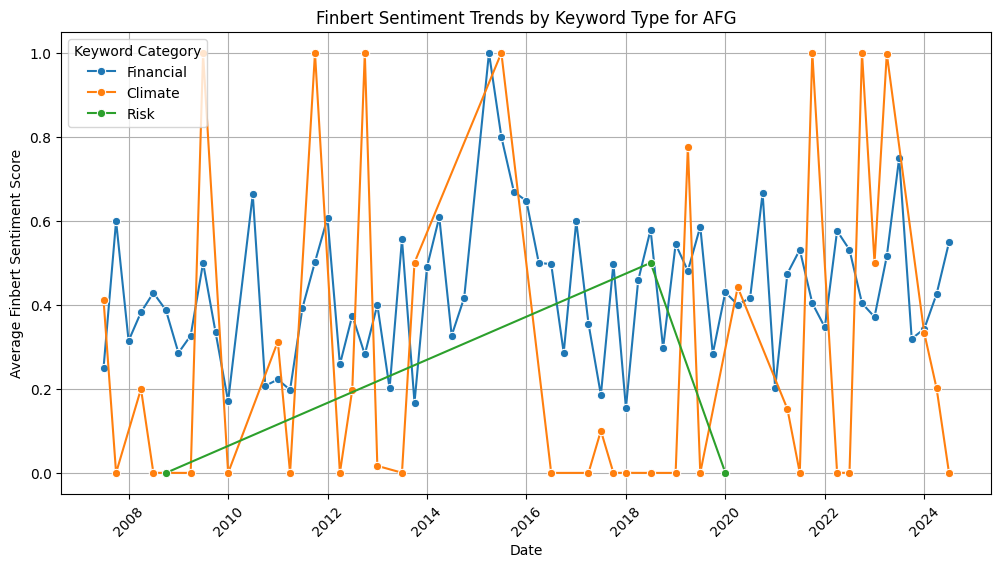 Finbert Sentiment Trends by Keyword Type for AFG
Keyword Category
Financial
Climate
Risk
Average Finbert Sentiment Score
1.0
0.8
0.6
0.4
0.2
0.0
2008
2010
2012
2014
2016
2018
2020
2022
2024
Date